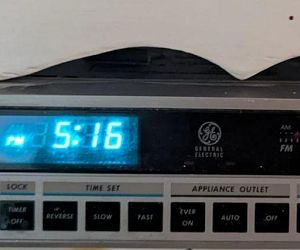 PM 5:16
GE
GENERAL
ELECTRIC
AM
FM
LOCK TIME SET APPLIANCE OUTLET
TIMER
OFF
REVERSE SLOW FAST
EVER
ON
AUTO OFF